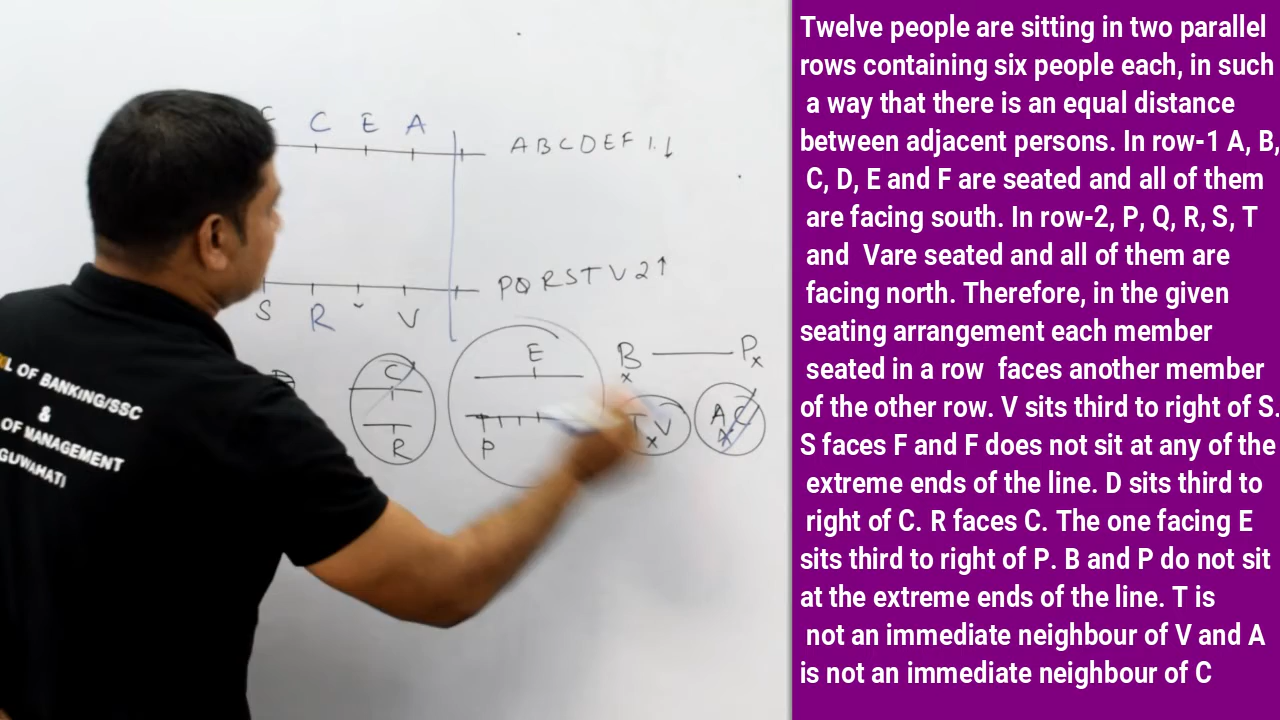 F C E A
A B C D E F 1 ↓
P Q R S T V 2 ↑
S R V
C
R
E
P
B P x
x
V
x
A C
L OF BANKING/SSC
&
OF MANAGEMENT
GUWAHATI
Twelve people are sitting in two parallel
rows containing six people each, in such
a way that there is an equal distance
between adjacent persons. In row-1 A, B,
C, D, E and F are seated and all of them
are facing south. In row-2, P, Q, R, S, T
and Vare seated and all of them are
facing north. Therefore, in the given
seating arrangement each member
seated in a row faces another member
of the other row. V sits third to right of S.
S faces F and F does not sit at any of the
extreme ends of the line. D sits third to
right of C. R faces C. The one facing E
sits third to right of P. B and P do not sit
at the extreme ends of the line. T is
not an immediate neighbour of V and A
is not an immediate neighbour of C